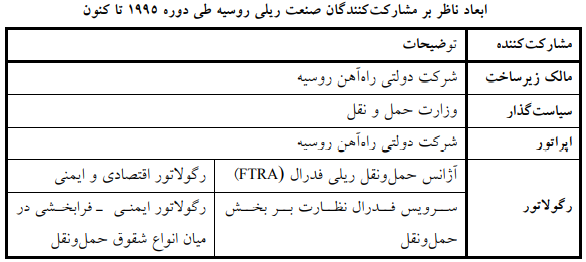 ابعاد ناظر بر مشارکت‌کنندگان صنعت ریلی روسیه طی دوره ۱۹۹۵ تا کنون
مشارکت‌کننده توضیحات
مالک زیرساخت شرکت دولتی راه‌آهن روسیه
سیاست‌گذار وزارت حمل و نقل
اپراتور شرکت دولتی راه‌آهن روسیه
رگولاتور
آژانس حمل‌ونقل ریلی فدرال (FTRA) رگولاتور اقتصادی و ایمنی
سرویس فدرال نظارت بر بخش
حمل‌ونقل
رگولاتور ایمنی – فرابخشی در
میان انواع شقوق حمل‌ونقل